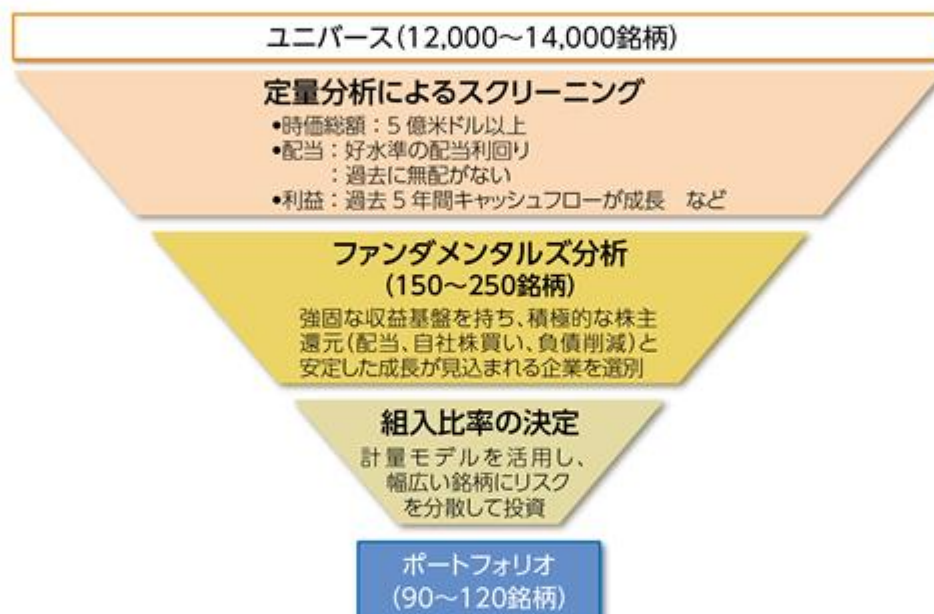 ユニバース(12,000～14,000銘柄)
定量分析によるスクリーニング
•時価総額：5億米ドル以上
•配当：好水準の配当利回り
：過去に無配がない
•利益：過去5年間キャッシュフローが成長　など
ファンダメンタルズ分析
(150～250銘柄)
強固な収益基盤を持ち、積極的な株主
還元(配当、自社株買い、負債削減)と
安定した成長が見込まれる企業を選別
組入比率の決定
計量モデルを活用し、
幅広い銘柄にリスク
を分散して投資
ポートフォリオ
(90～120銘柄)